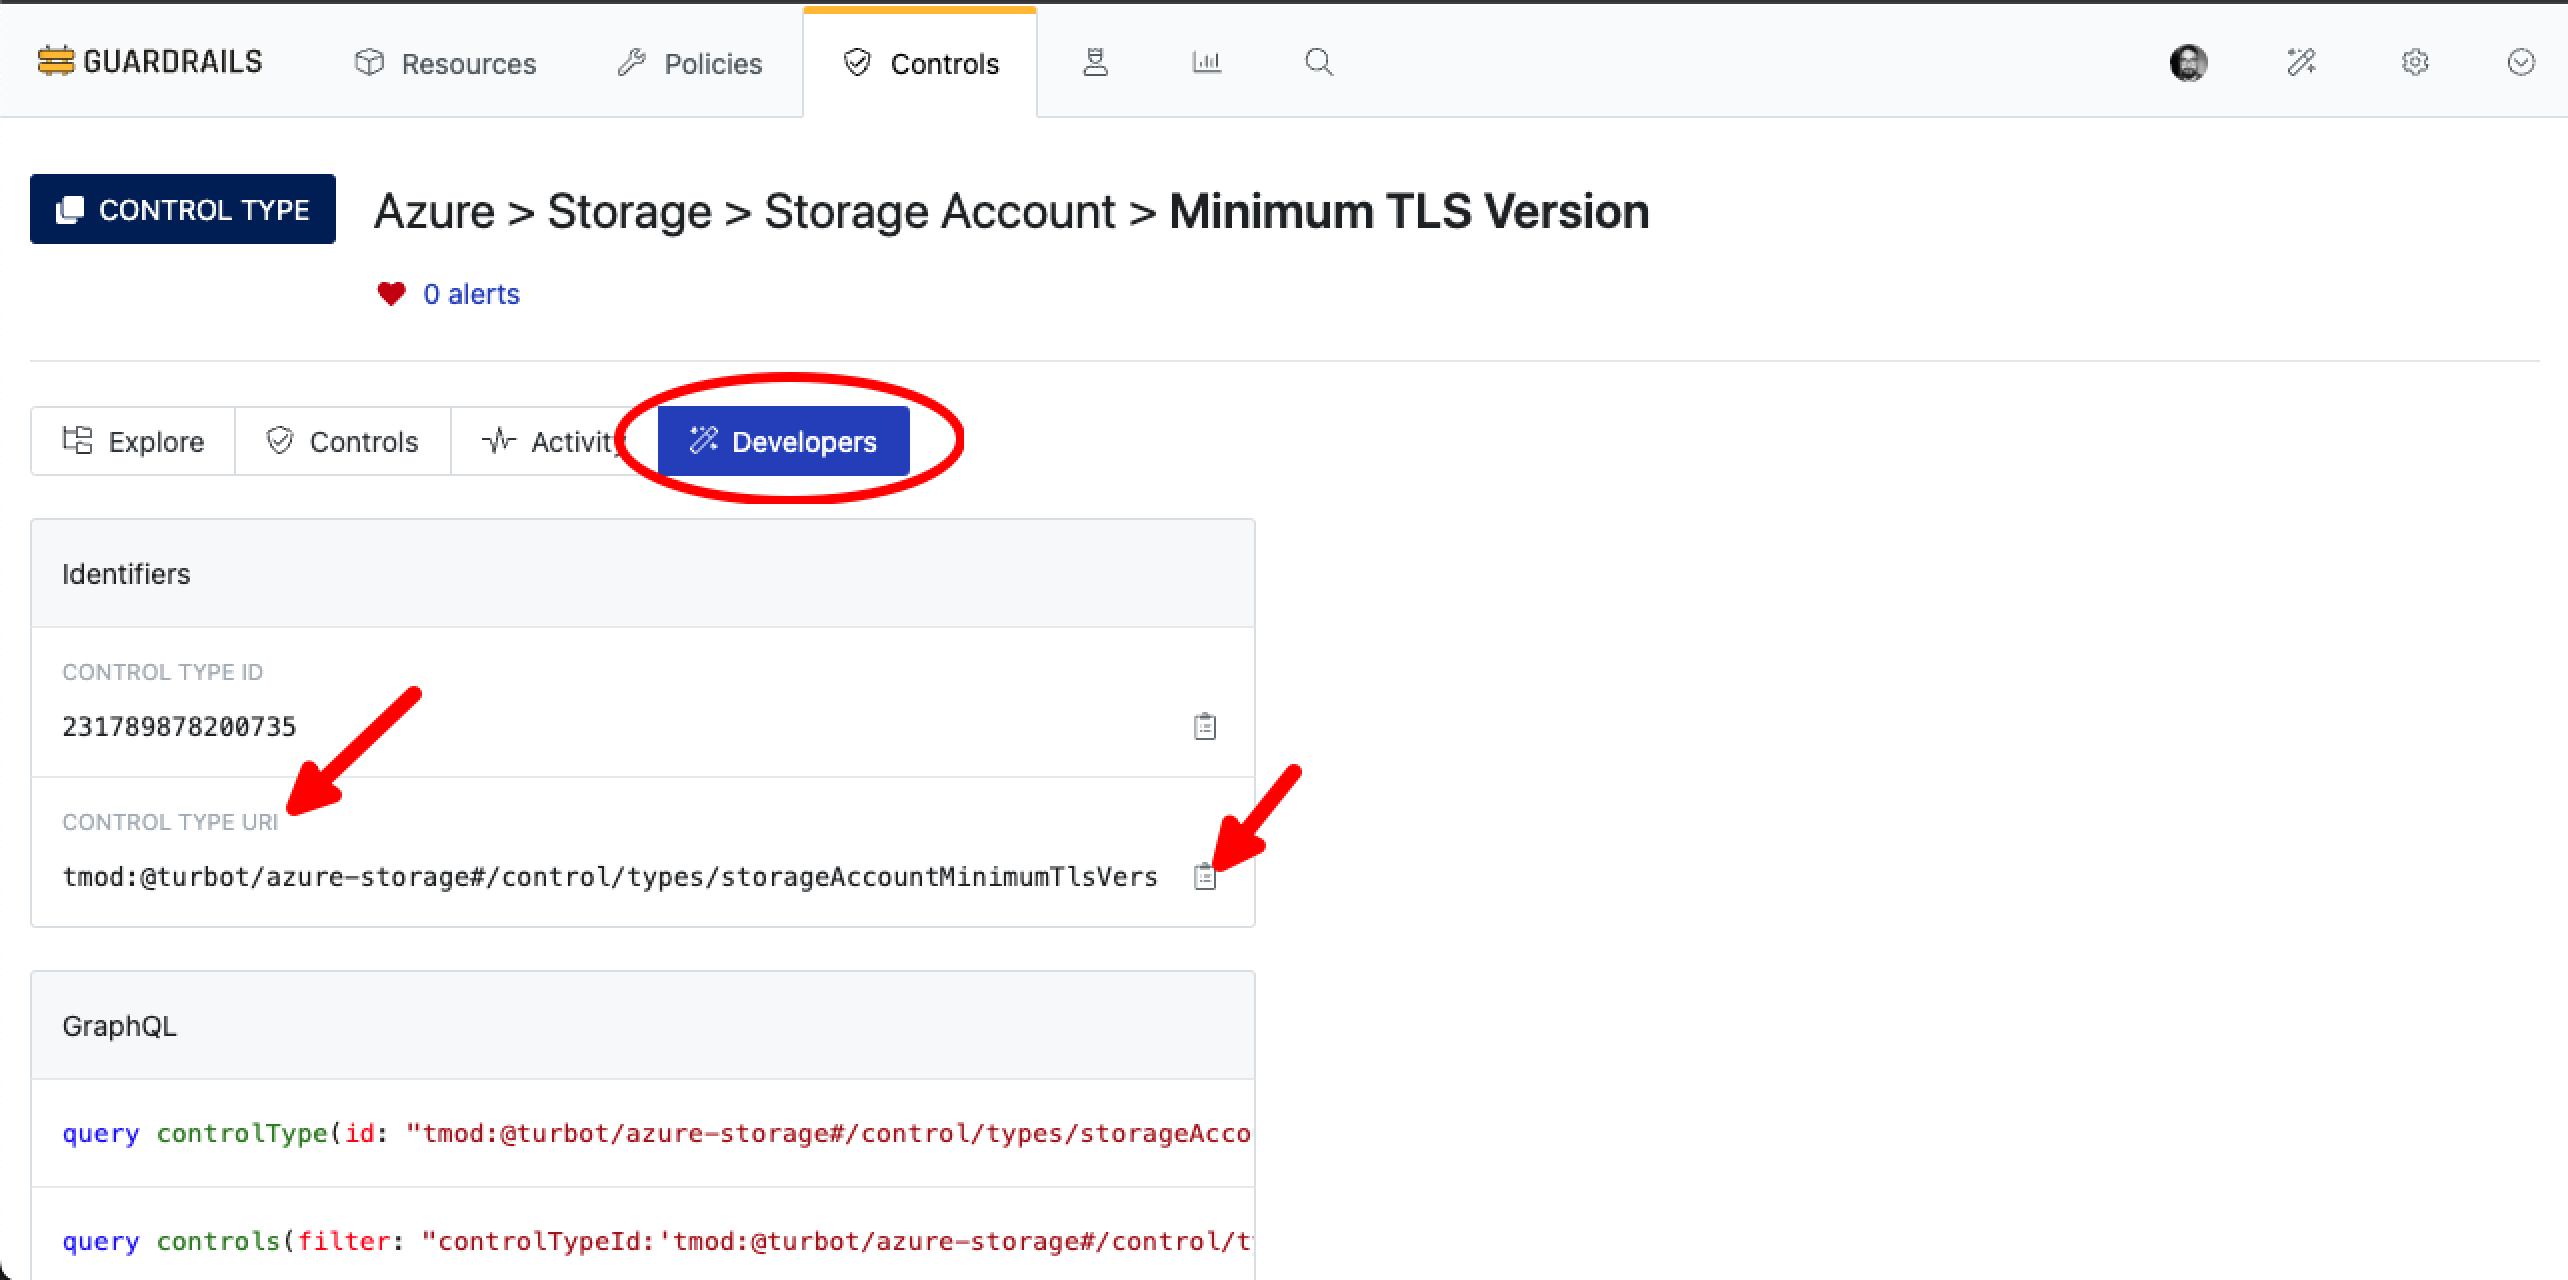 GUARDRAILS Resources Policies Controls
CONTROL TYPE Azure > Storage > Storage Account > Minimum TLS Version
0 alerts
Explore Controls Activity Developers
Identifiers
CONTROL TYPE ID
231789878200735
CONTROL TYPE URI
tmod:@turbot/azure-storage#/control/types/storageAccountMinimumTlsVers
GraphQL
query controlType(id: "tmod:@turbot/azure-storage#/control/types/storageAcco
query controls(filter: "controlTypeId:'tmod:@turbot/azure-storage#/control/t